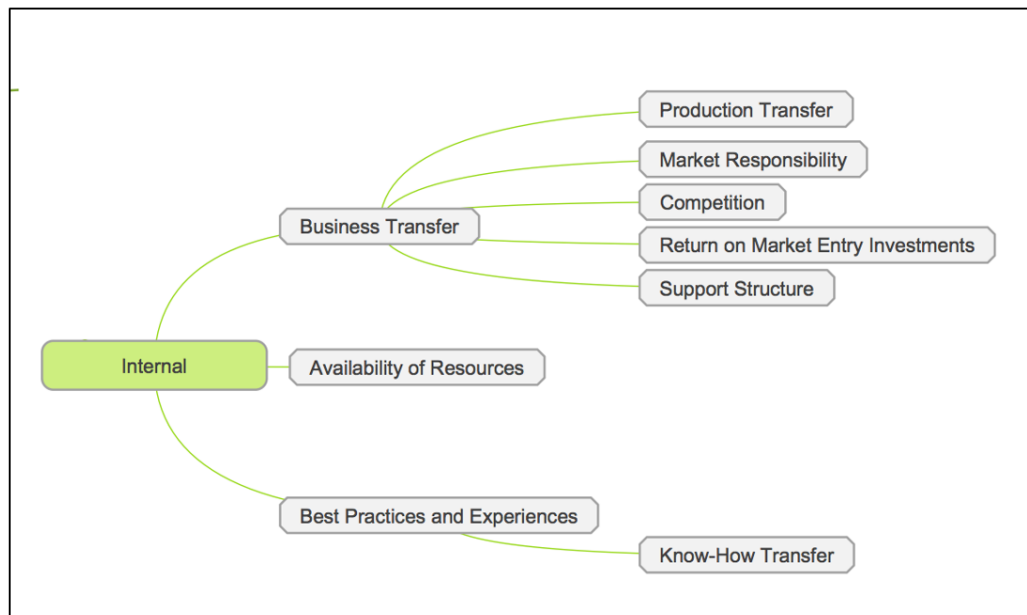 Production Transfer
Market Responsibility
Competition
Business Transfer
Return on Market Entry Investments
Support Structure
Internal
Availability of Resources
Best Practices and Experiences
Know-How Transfer